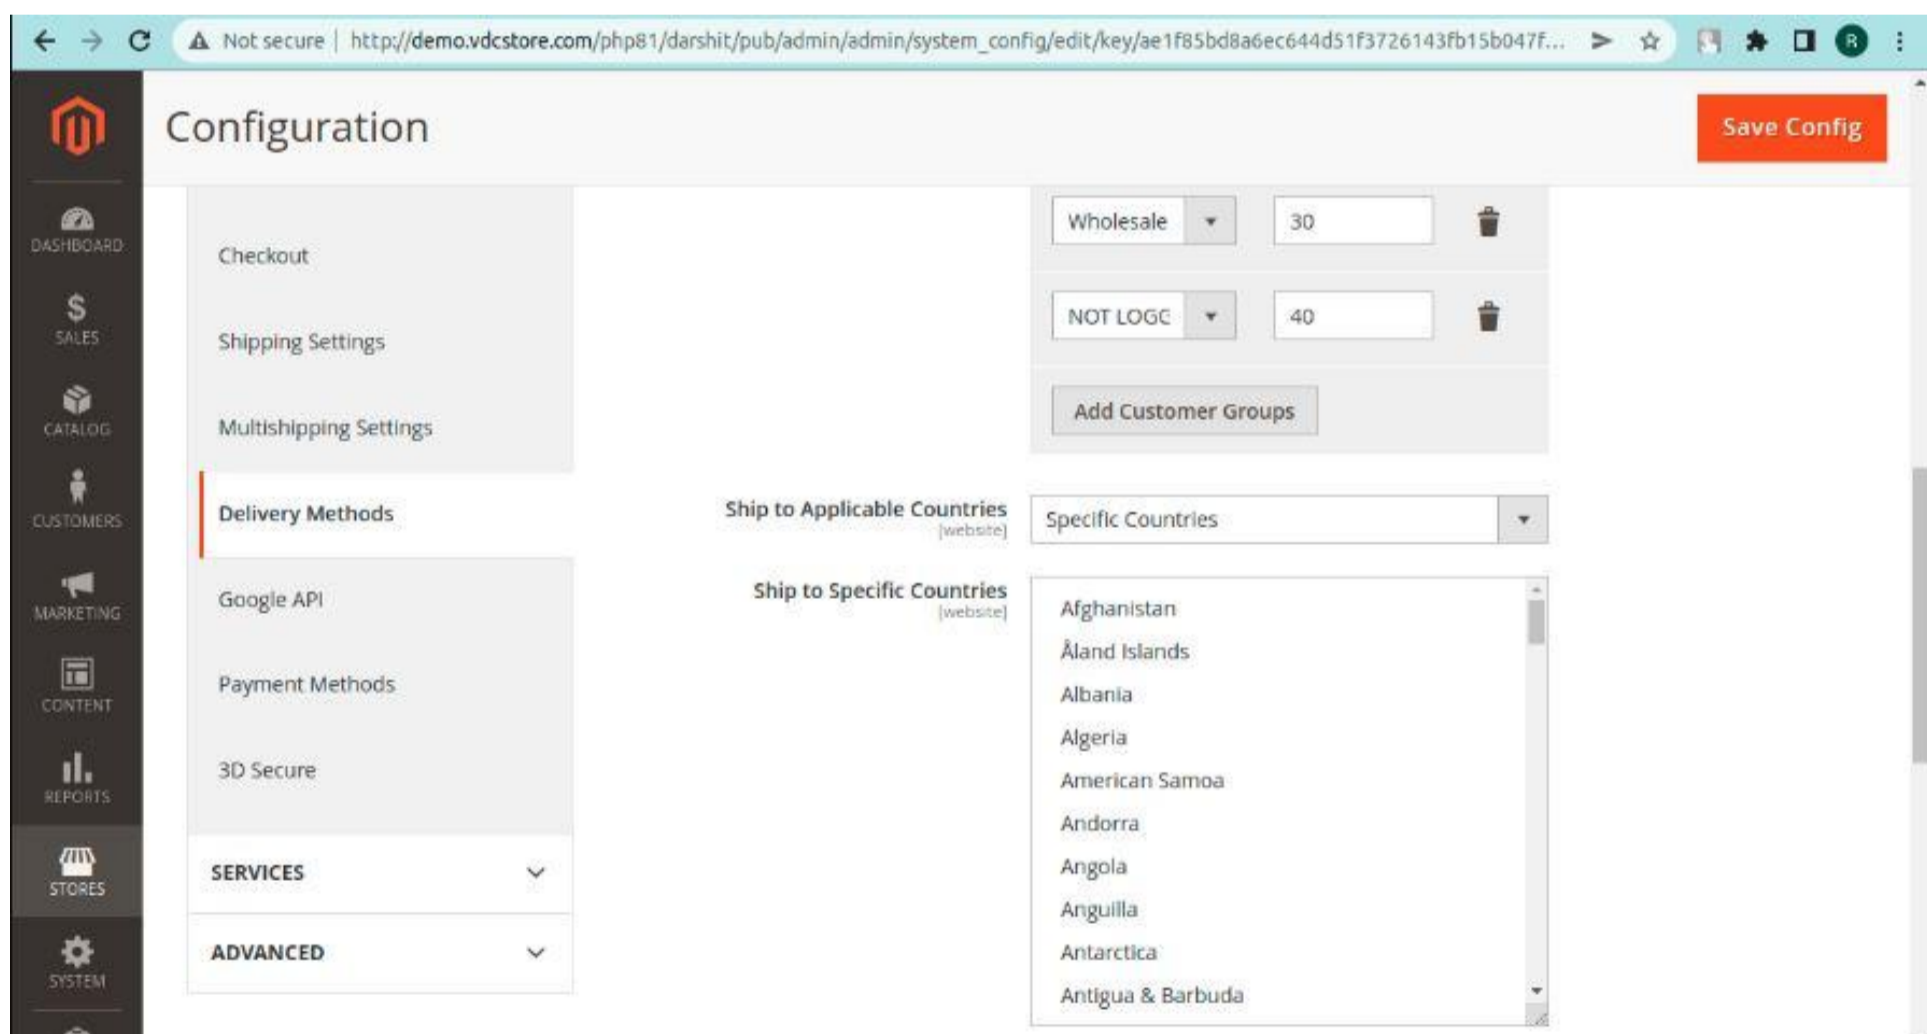 Not secure | http://demo.vdcstore.com/php81/darshit/pub/admin/admin/system_config/edit/key/ae1f85bd8a6ec644d51f3726143fb15b047f...
R
Configuration
Save Config
DASHBOARD
SALES
CATALOG
CUSTOMERS
MARKETING
CONTENT
REPORTS
STORES
SYSTEM
Checkout
Shipping Settings
Multishipping Settings
Delivery Methods
Google API
Payment Methods
3D Secure
SERVICES
ADVANCED
Wholesale 30
NOT LOGG 40
Add Customer Groups
Ship to Applicable Countries
[website]
Specific Countries
Ship to Specific Countries
[website]
Afghanistan
Åland Islands
Albania
Algeria
American Samoa
Andorra
Angola
Anguilla
Antarctica
Antigua & Barbuda